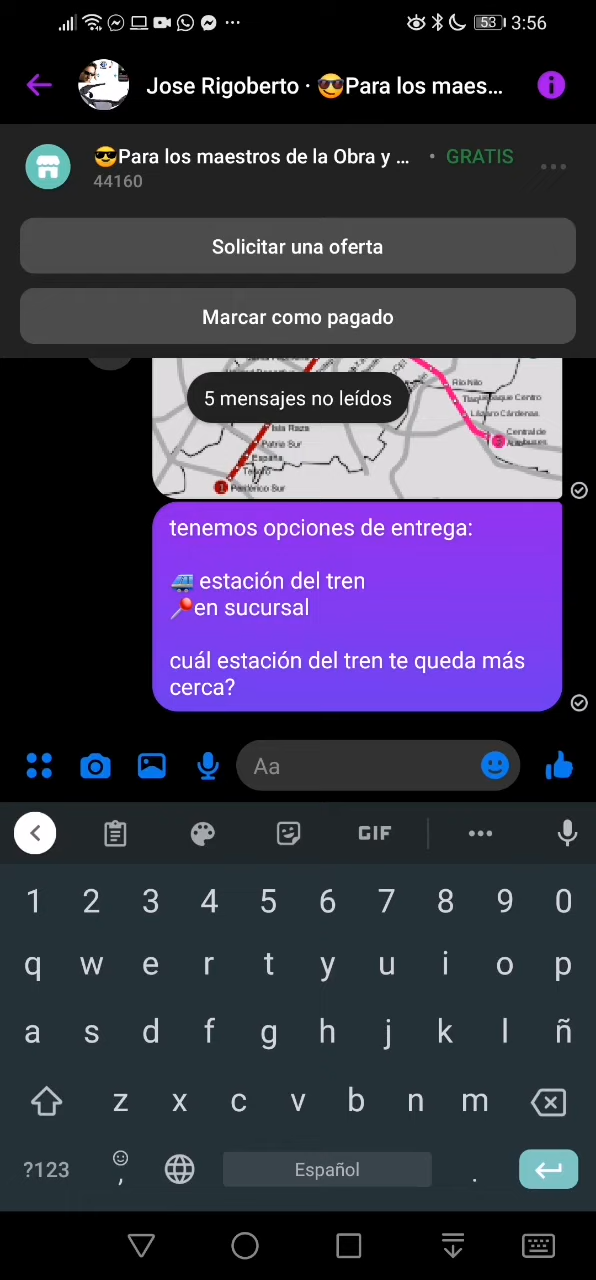 53 3:56
Jose Rigoberto · 😎Para los maes...
😎Para los maestros de la Obra y ... • GRATIS
44160
Solicitar una oferta
Marcar como pagado
Río Nilo
Tlaquepaque Centro
5 mensajes no leídos
Lázaro Cárdenas
Isla Raza
Central de
Autobuses
Patria Sur
España
Tesoro
1 Periférico Sur
tenemos opciones de entrega:
🚙 estación del tren
📍en sucursal
cuál estación del tren te queda más
cerca?
Aa
GIF
1 2 3 4 5 6 7 8 9 0
q w e r t y u i o p
a s d f g h j k l ñ
z x c v b n m
?123 , Español .